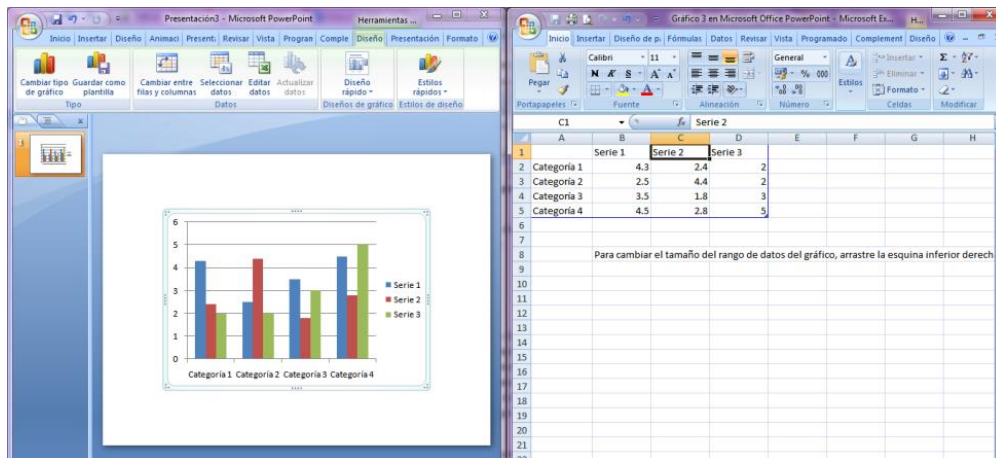 Presentación3 - Microsoft PowerPoint
Herramientas ...
Inicio Insertar Diseño Animaci Present. Revisar Vista Progran Comple Diseño Presentación Formato
Cambiar tipo de gráfico
Guardar como plantilla
Cambiar entre filas y columnas
Seleccionar datos
Editar datos
Actualizar datos
Diseño rápido
Estilos rápidos
Tipo
Datos
Diseños de gráfico
Estilos de diseño
1
6
5
4
3
2
1
0
Categoría 1 Categoría 2 Categoría 3 Categoría 4
Serie 1
Serie 2
Serie 3
Gráfico 3 en Microsoft Office PowerPoint - Microsoft Ex...
H...
Inicio Insertar Diseño de p. Fórmulas Datos Revisar Vista Programado Complement Diseño
Pegar
Calibri 11
N K S A A
General
% 000
Estilos
Insertar
Eliminar
Formato
Portapapeles Fuente Alineación Número Celdas Modificar
C1 fx Serie 2
A B C D E F G H
1 Serie 1 Serie 2 Serie 3
2 Categoría 1 4.3 2.4 2
3 Categoría 2 2.5 4.4 2
4 Categoría 3 3.5 1.8 3
5 Categoría 4 4.5 2.8 5
6
7
8 Para cambiar el tamaño del rango de datos del gráfico, arrastre la esquina inferior derech
9
10
11
12
13
14
15
16
17
18
19
20
21